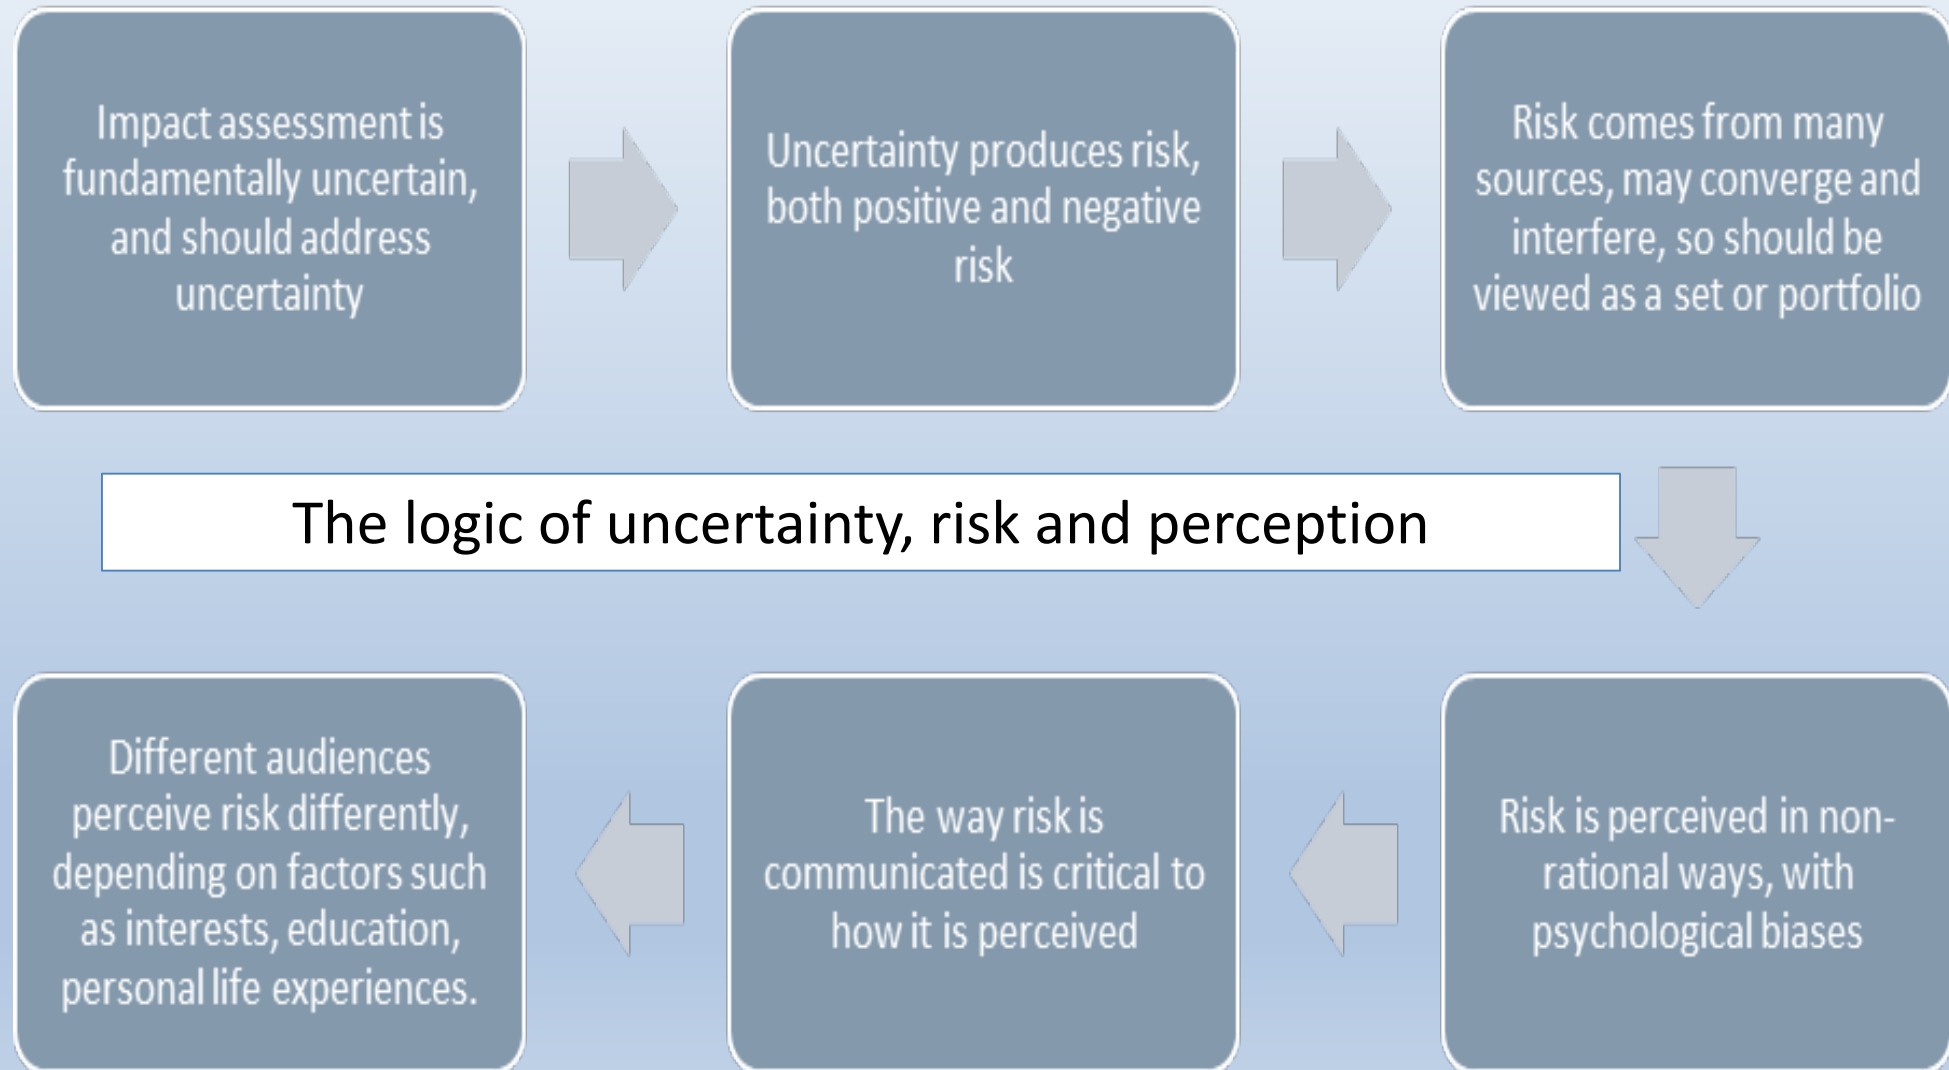 Impact assessment is
fundamentally uncertain,
and should address
uncertainty
Uncertainty produces risk,
both positive and negative
risk
Risk comes from many
sources, may converge and
interfere, so should be
viewed as a set or portfolio
The logic of uncertainty, risk and perception
Risk is perceived in non-
rational ways, with
psychological biases
The way risk is
communicated is critical to
how it is perceived
Different audiences
perceive risk differently,
depending on factors such
as interests, education,
personal life experiences.